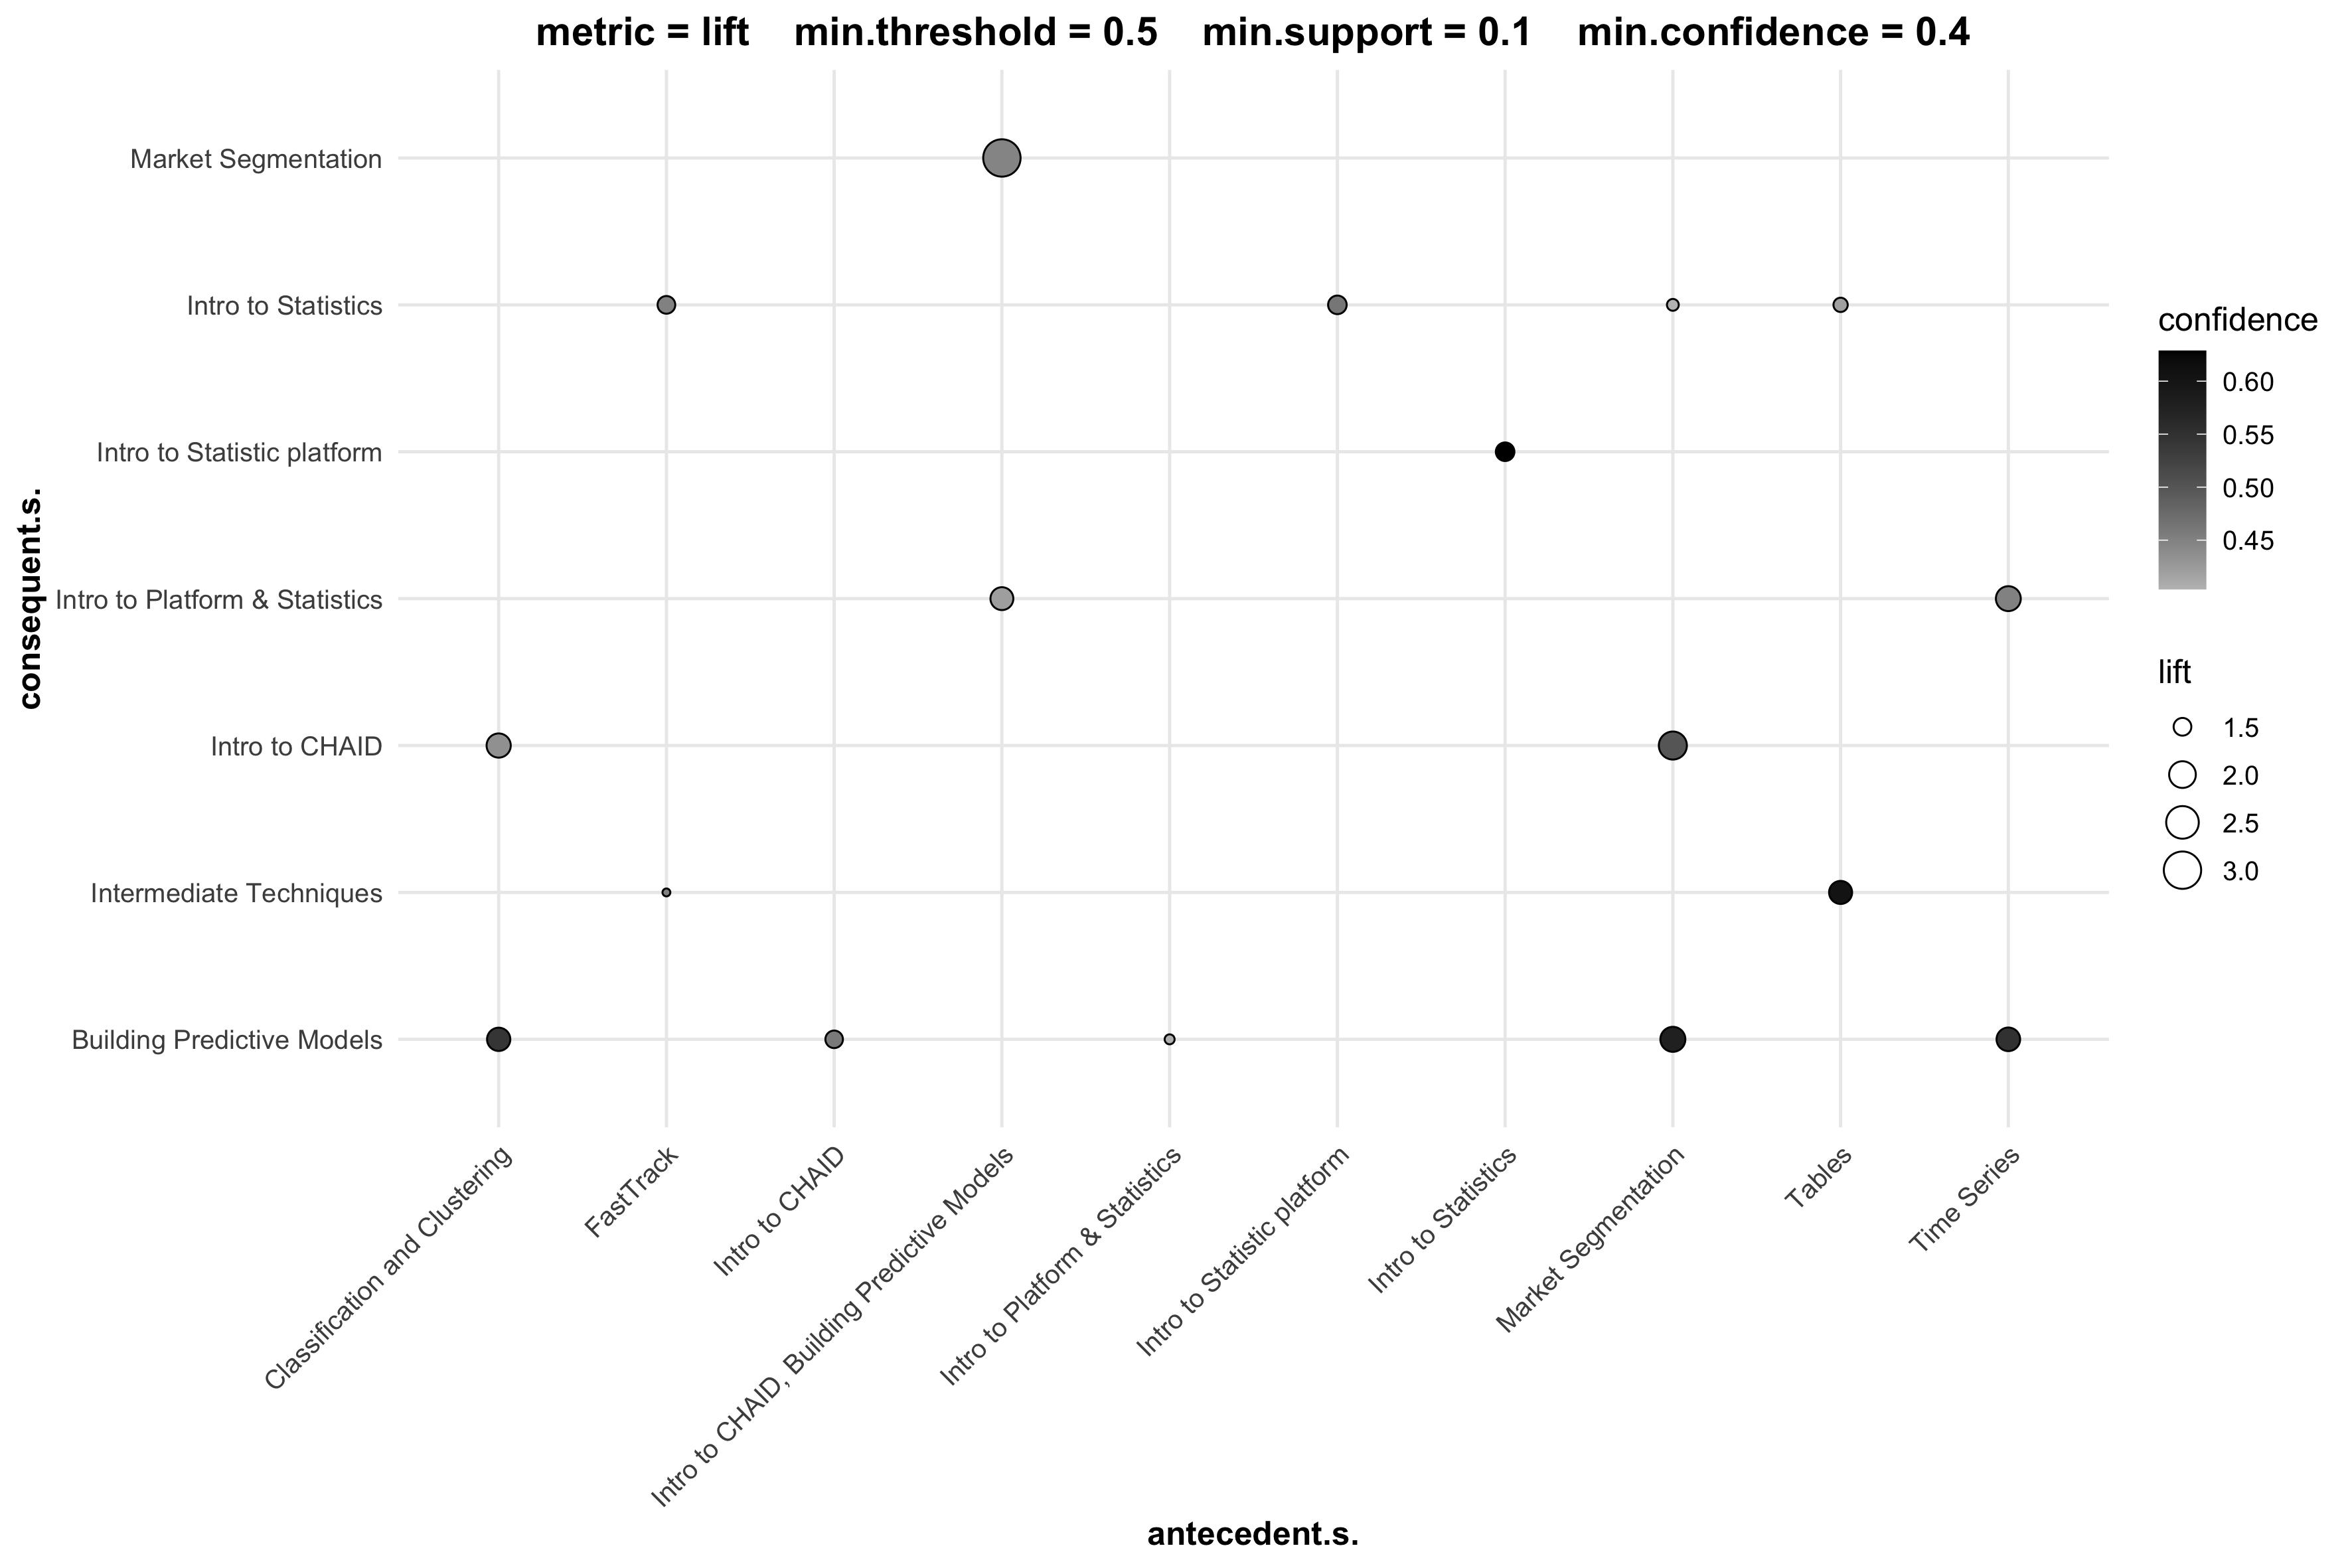 metric = lift    min.threshold = 0.5    min.support = 0.1    min.confidence = 0.4
consequent.s.
Market Segmentation
Intro to Statistics
Intro to Statistic platform
Intro to Platform & Statistics
Intro to CHAID
Intermediate Techniques
Building Predictive Models
Classification and Clustering
FastTrack
Intro to CHAID
Intro to CHAID, Building Predictive Models
Intro to Platform & Statistics
Intro to Statistic platform
Intro to Statistics
Market Segmentation
Tables
Time Series
antecedent.s.
confidence
0.60
0.55
0.50
0.45
lift
1.5
2.0
2.5
3.0